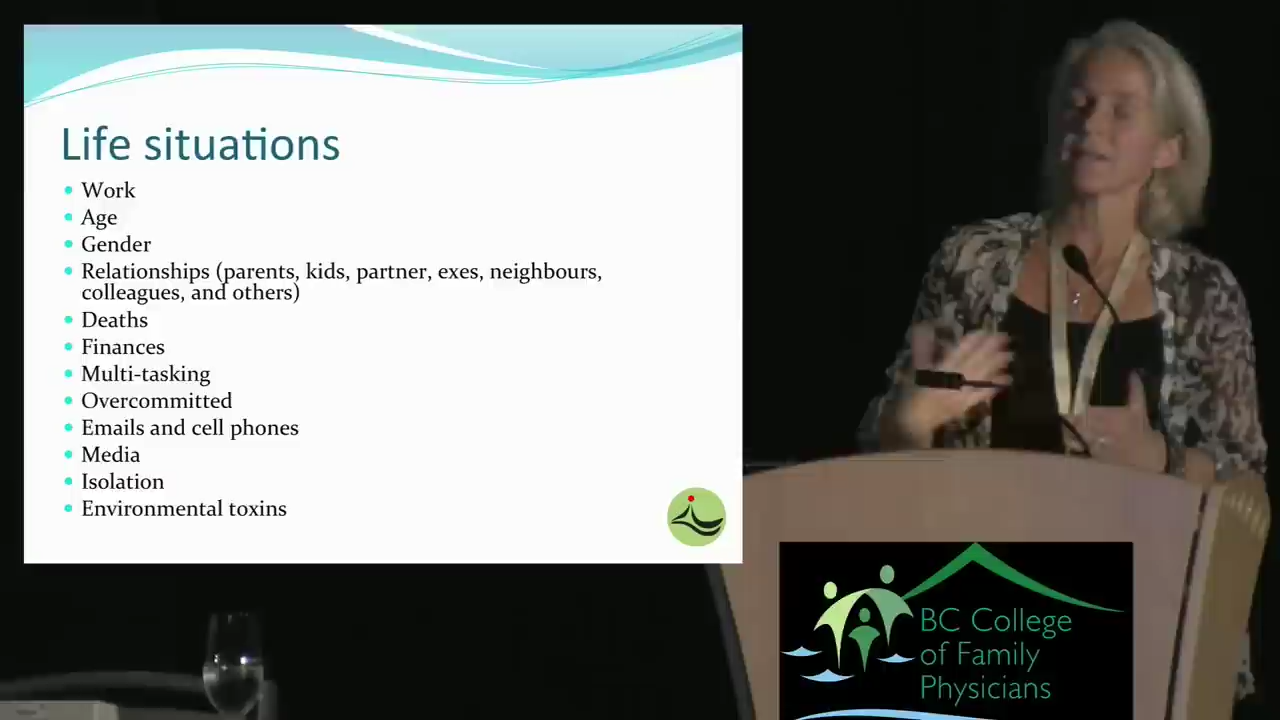 Life situations
Work
Age
Gender
Relationships (parents, kids, partner, exes, neighbours,
colleagues, and others)
Deaths
Finances
Multi-tasking
Overcommitted
Emails and cell phones
Media
Isolation
Environmental toxins
BC College
of Family
Physicians